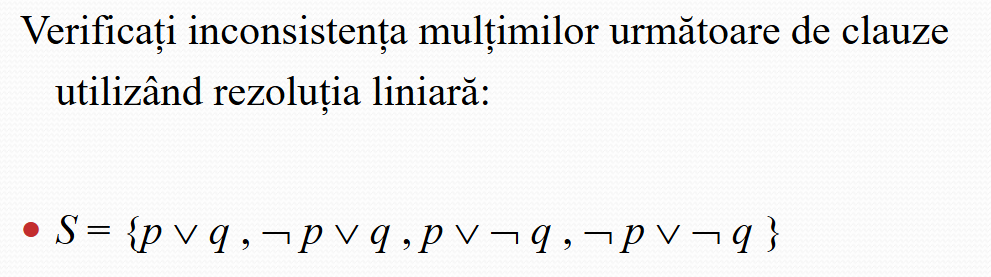 Verificați inconsistența mulțimilor următoare de clauze
utilizând rezoluția liniară:
• S = {p ∨ q , ¬ p ∨ q , p ∨ ¬ q , ¬ p ∨ ¬ q }